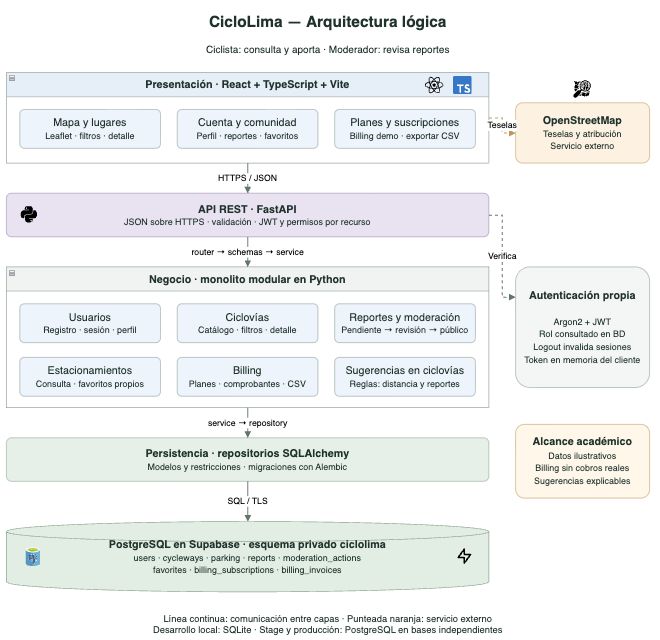 CicloLima — Arquitectura lógica
Ciclista: consulta y aporta · Moderador: revisa reportes
Presentación · React + TypeScript + Vite
TS
Mapa y lugares
Leaflet · filtros · detalle
Cuenta y comunidad
Perfil · reportes · favoritos
Planes y suscripciones
Billing demo · exportar CSV
Teselas
OpenStreetMap
Teselas y atribución
Servicio externo
HTTPS / JSON
API REST · FastAPI
JSON sobre HTTPS · validación · JWT y permisos por recurso
router → schemas → service
Verifica
Negocio · monolito modular en Python
Usuarios
Registro · sesión · perfil
Ciclovías
Catálogo · filtros · detalle
Reportes y moderación
Pendiente → revisión → público
Estacionamientos
Consulta · favoritos propios
Billing
Planes · comprobantes · CSV
Sugerencias en ciclovías
Reglas: distancia y reportes
Autenticación propia
Argon2 + JWT
Rol consultado en BD
Logout invalida sesiones
Token en memoria del cliente
service → repository
Persistencia · repositorios SQLAlchemy
Modelos y restricciones · migraciones con Alembic
Alcance académico
Datos ilustrativos
Billing sin cobros reales
Sugerencias explicables
SQL / TLS
PostgreSQL en Supabase · esquema privado ciclolima
users · cycleways · parking · reports · moderation_actions
favorites · billing_subscriptions · billing_invoices
Línea continua: comunicación entre capas · Punteada naranja: servicio externo
Desarrollo local: SQLite · Stage y producción: PostgreSQL en bases independientes